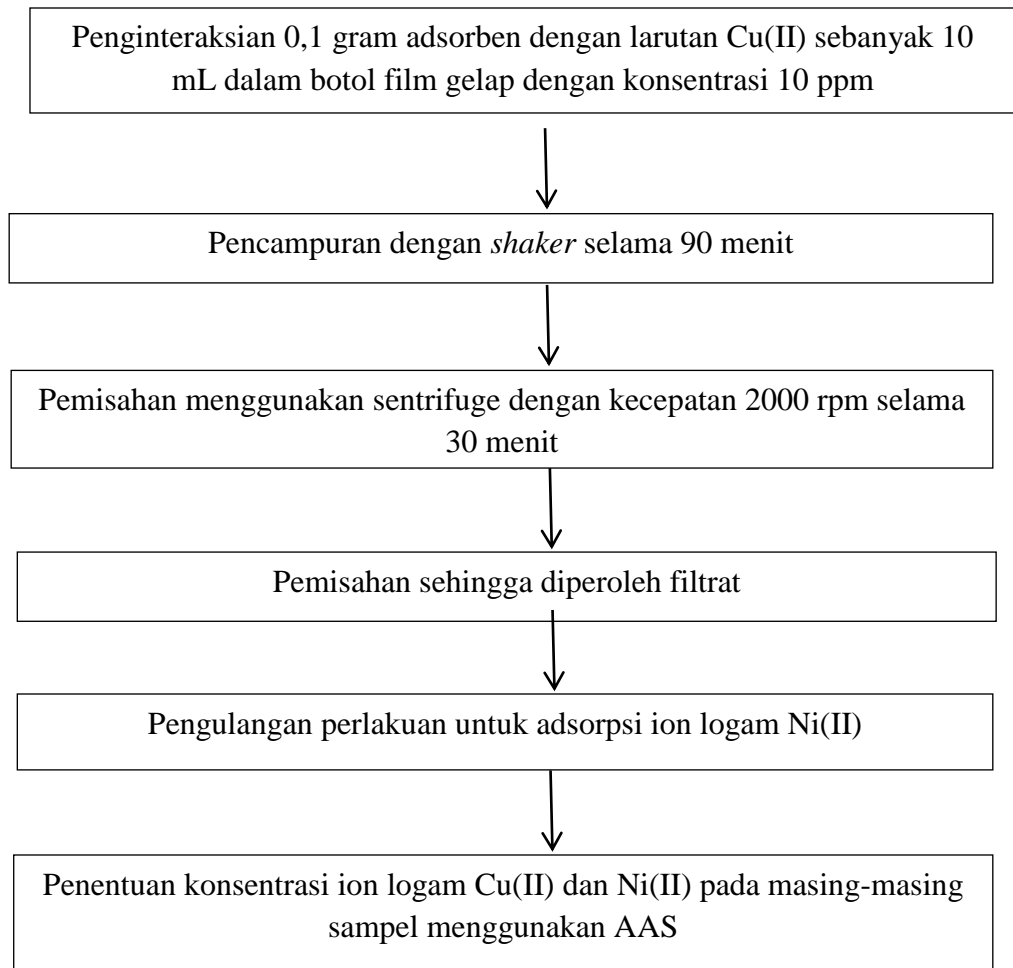 Penginteraksian 0,1 gram adsorben dengan larutan Cu(II) sebanyak 10
mL dalam botol film gelap dengan konsentrasi 10 ppm
Pencampuran dengan shaker selama 90 menit
Pemisahan menggunakan sentrifuge dengan kecepatan 2000 rpm selama
30 menit
Pemisahan sehingga diperoleh filtrat
Pengulangan perlakuan untuk adsorpsi ion logam Ni(II)
Penentuan konsentrasi ion logam Cu(II) dan Ni(II) pada masing-masing
sampel menggunakan AAS